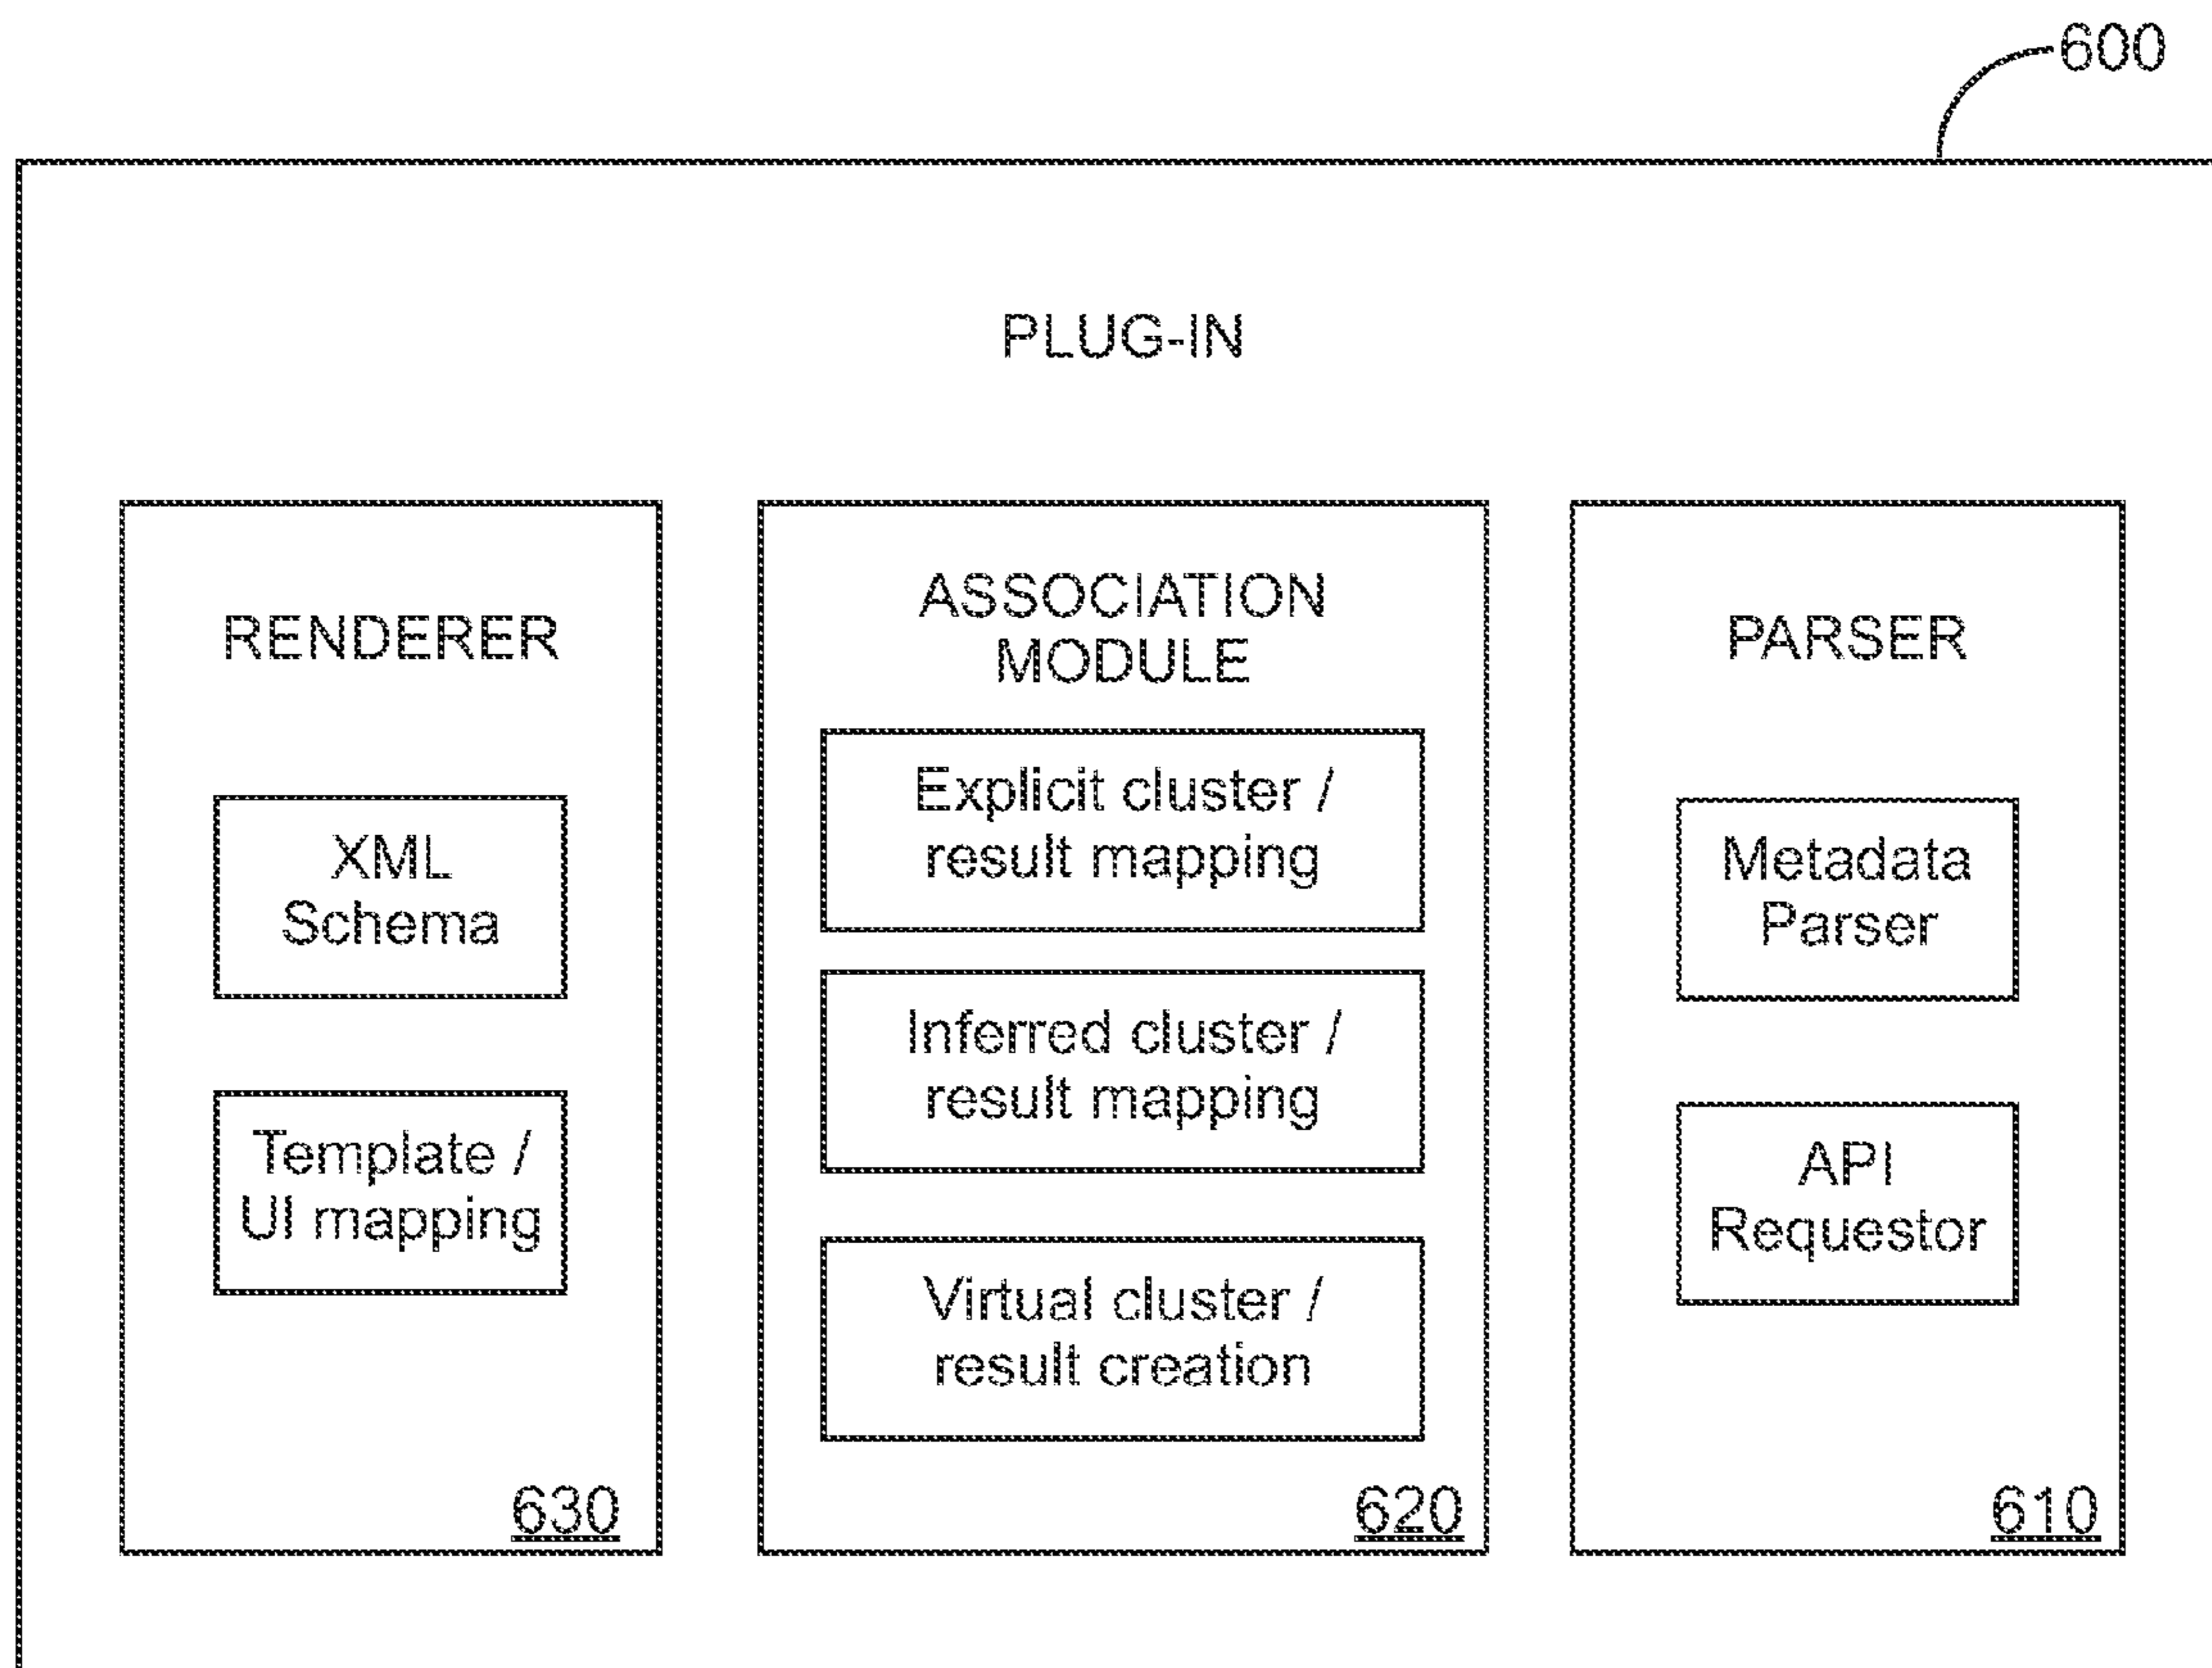 600
PLUG-IN
RENDERER
XML
Schema
Template /
UI mapping
630
ASSOCIATION
MODULE
Explicit cluster /
result mapping
Inferred cluster /
result mapping
Virtual cluster /
result creation
620
PARSER
Metadata
Parser
API
Requestor
610